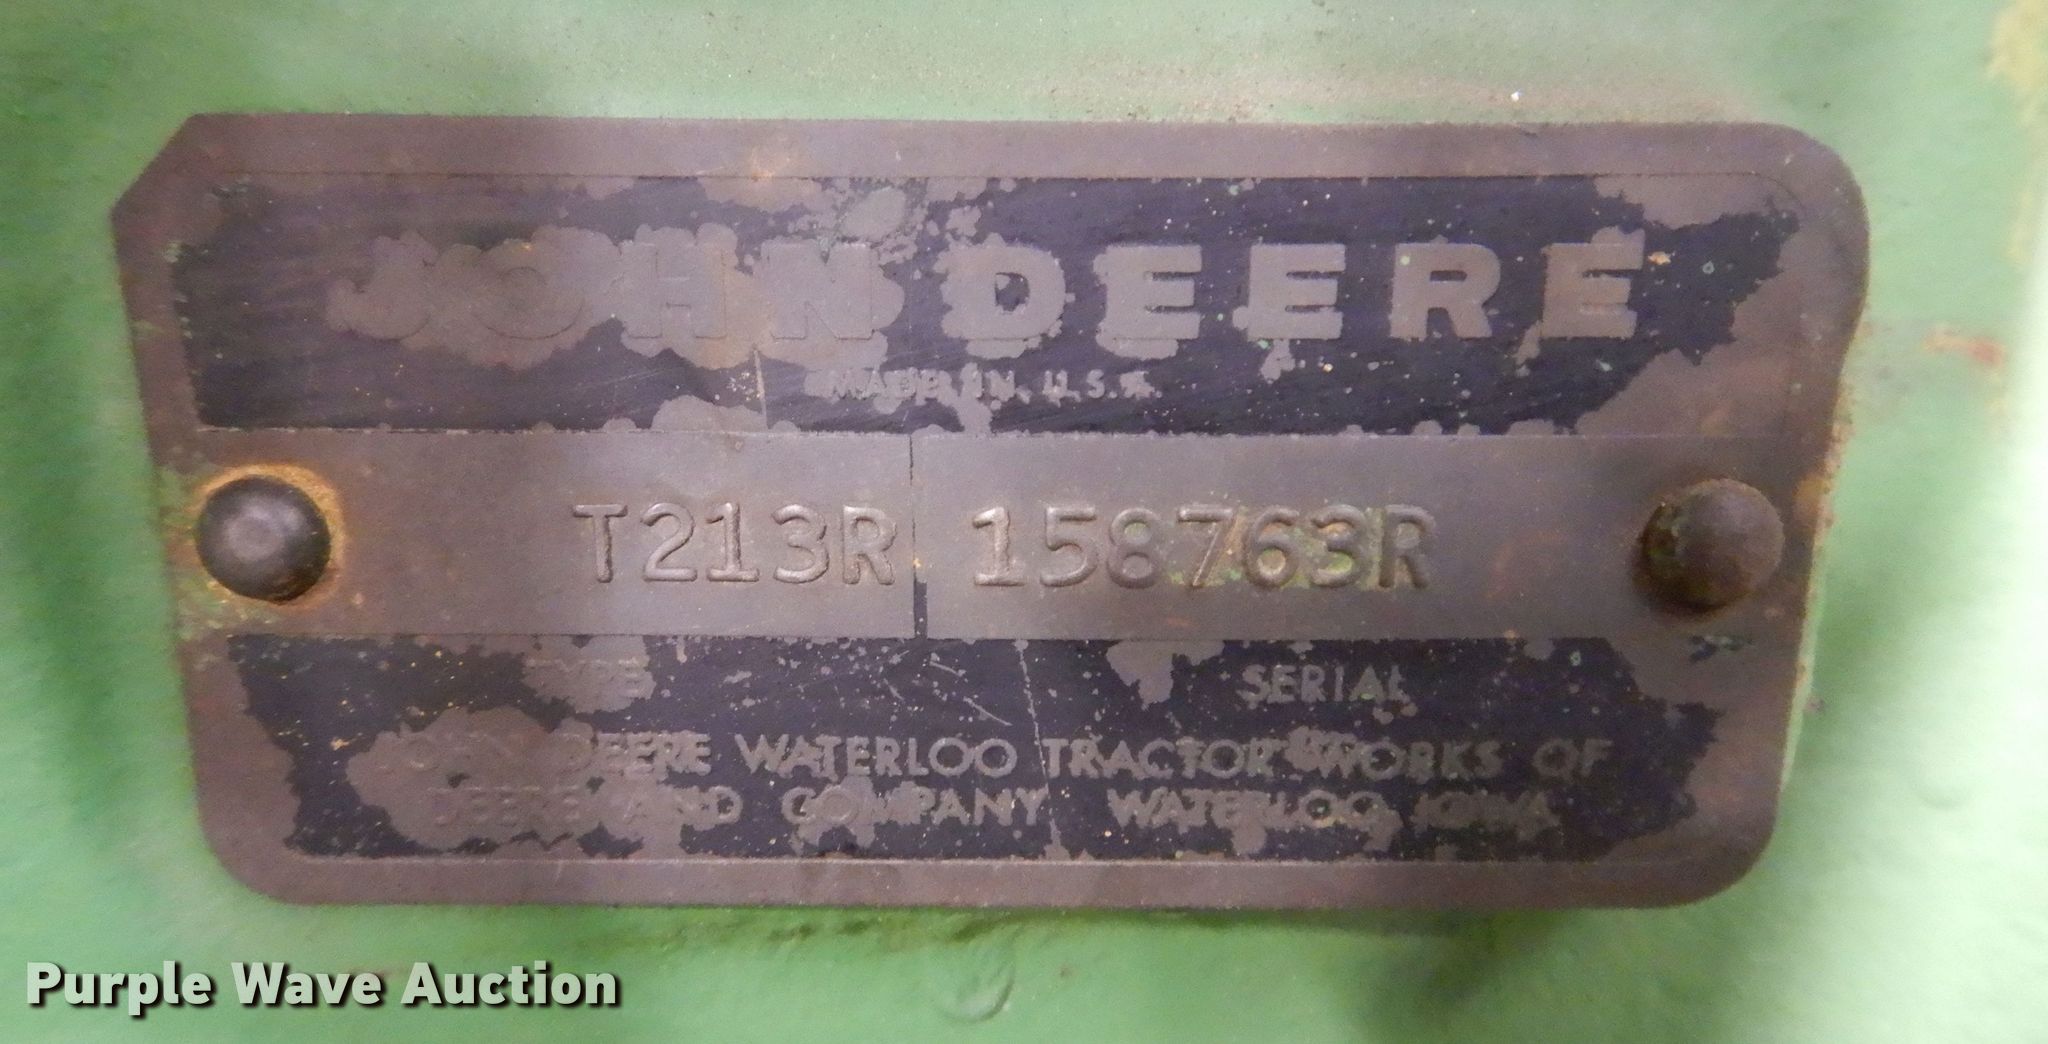 JOHN DEERE
MADE IN U.S.A.
T213R 158763R
TYPE SERIAL
JOHN DEERE WATERLOO TRACTOR WORKS OF
DEERE AND COMPANY WATERLOO, IOWA
Purple Wave Auction